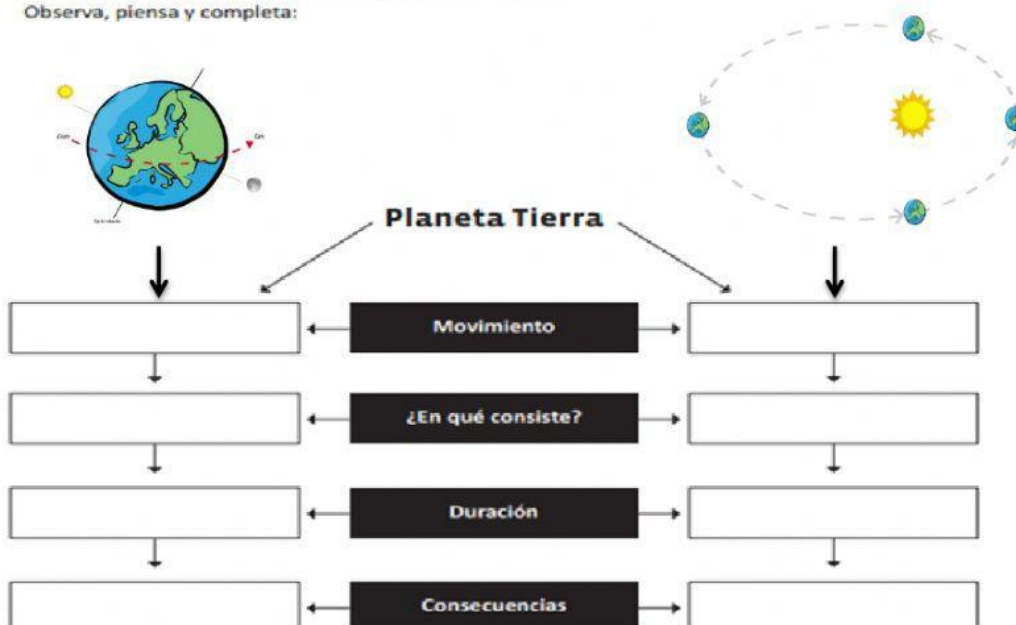 Observa, piensa y completa:
Planeta Tierra
Movimiento
¿En qué consiste?
Duración
Consecuencias